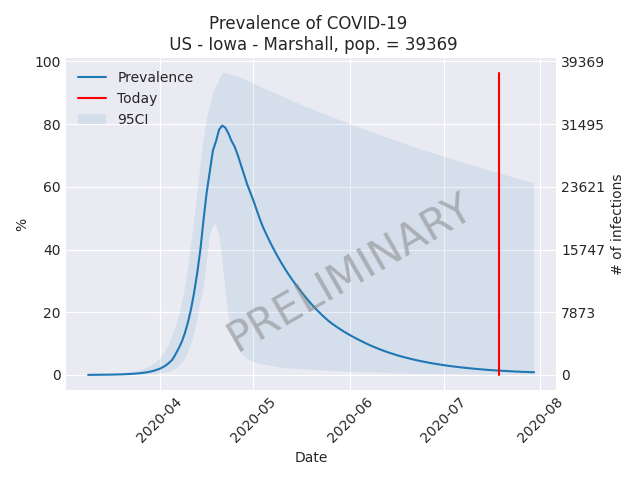 Prevalence of COVID-19
US - Iowa - Marshall, pop. = 39369
100
80
60
40
20
0
%
39369
31495
23621
15747
7873
0
# of infections
Prevalence
Today
95CI
PRELIMINARY
2020-04
2020-05
2020-06
2020-07
2020-08
Date